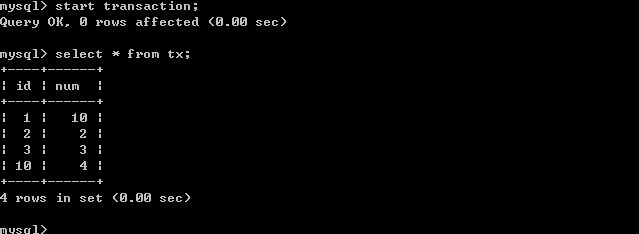 mysql> start transaction;
Query OK, 0 rows affected (0.00 sec)
mysql> select * from tx;
+----+------+
¦ id ¦ num  ¦
+----+------+
¦  1 ¦   10 ¦
¦  2 ¦    2 ¦
¦  3 ¦    3 ¦
¦ 10 ¦    4 ¦
+----+------+
4 rows in set (0.00 sec)
mysql>